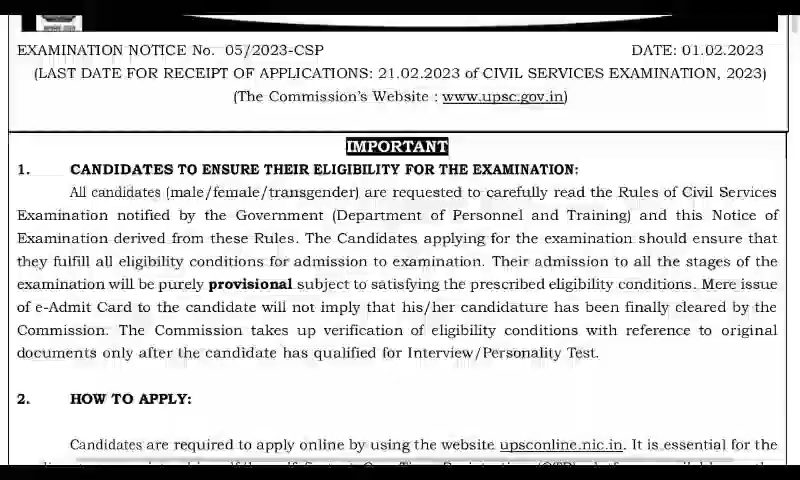 EXAMINATION NOTICE No. 05/2023-CSP DATE: 01.02.2023
(LAST DATE FOR RECEIPT OF APPLICATIONS: 21.02.2023 of CIVIL SERVICES EXAMINATION, 2023)
(The Commission's Website : www.upsc.gov.in)
IMPORTANT
1. CANDIDATES TO ENSURE THEIR ELIGIBILITY FOR THE EXAMINATION:
All candidates (male/female/transgender) are requested to carefully read the Rules of Civil Services
Examination notified by the Government (Department of Personnel and Training) and this Notice of
Examination derived from these Rules. The Candidates applying for the examination should ensure that
they fulfill all eligibility conditions for admission to examination. Their admission to all the stages of the
examination will be purely provisional subject to satisfying the prescribed eligibility conditions. Mere issue
of e-Admit Card to the candidate will not imply that his/her candidature has been finally cleared by the
Commission. The Commission takes up verification of eligibility conditions with reference to original
documents only after the candidate has qualified for Interview/Personality Test.
2. HOW TO APPLY:
Candidates are required to apply online by using the website upsconline.nic.in. It is essential for the